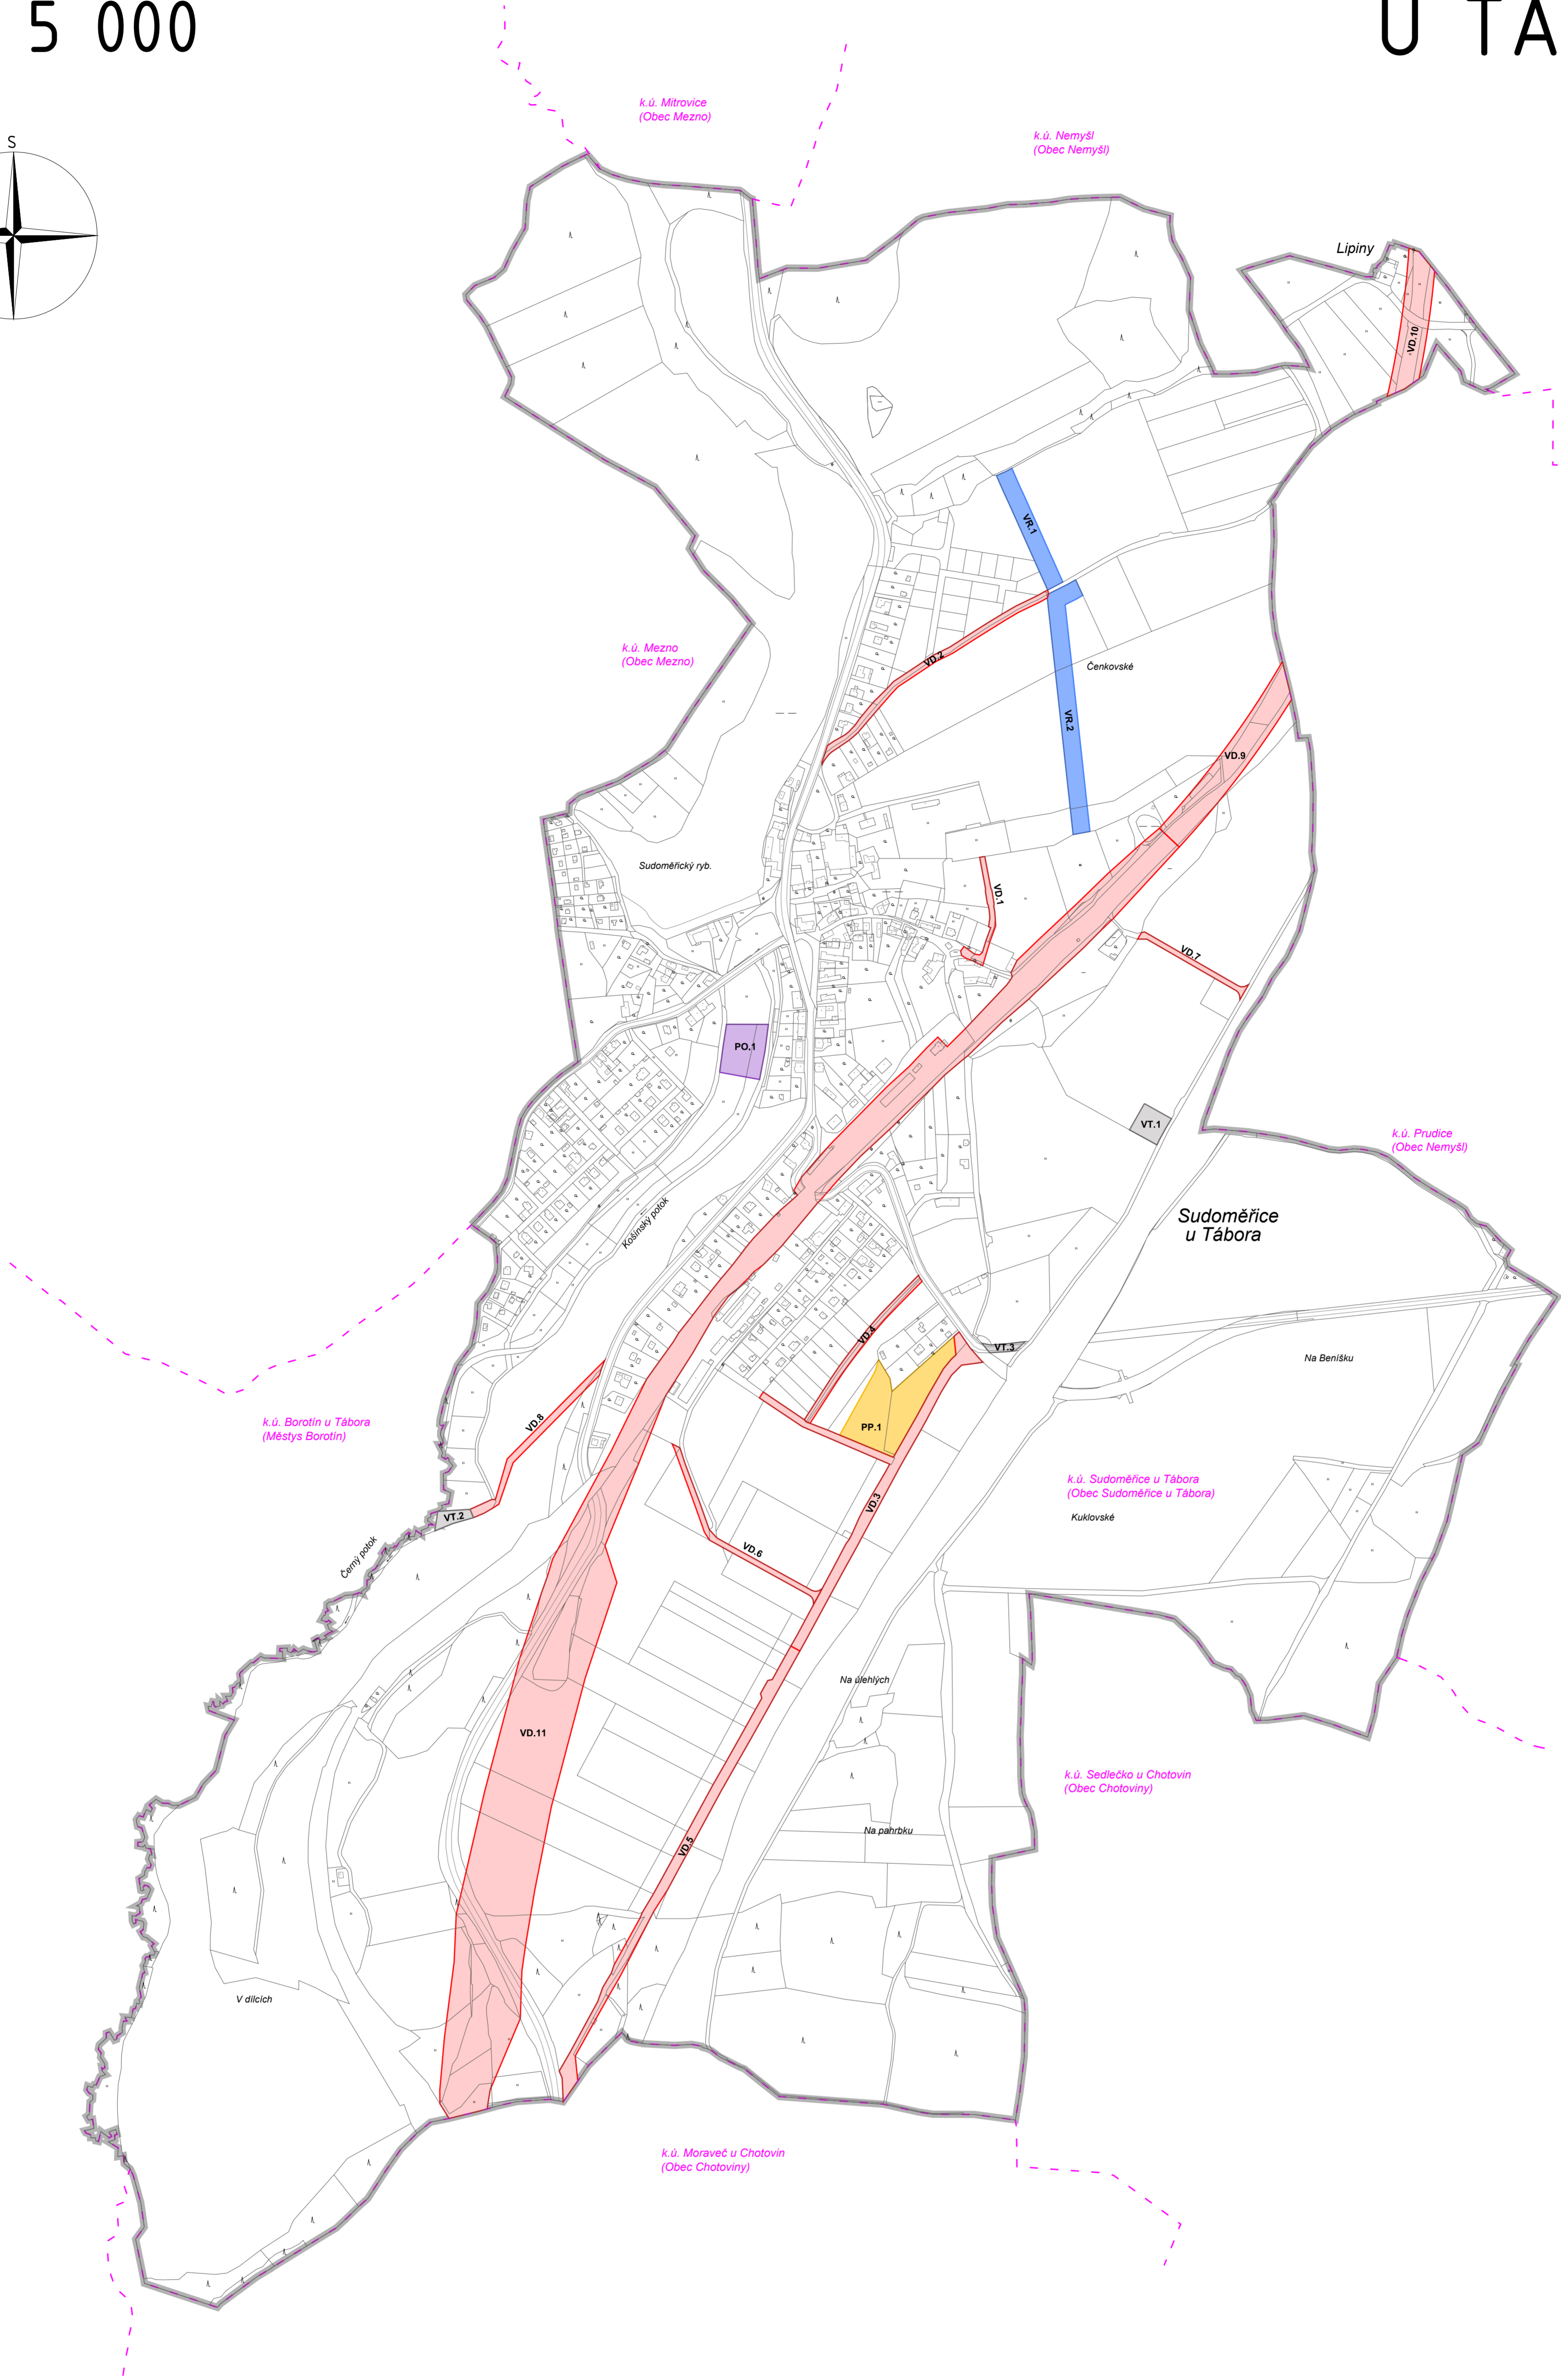 5 000
U TÁ
S
k.ú. Mitrovice
(Obec Mezno)
k.ú. Nemyšl
(Obec Nemyšl)
Lipiny
VD.10
VR.1
k.ú. Mezno
(Obec Mezno)
VD.2
Čenkovské
VR.2
VD.9
Sudoměřický ryb.
VD.1
VD.7
PO.1
VT.1
k.ú. Prudice
(Obec Nemyšl)
Košínský potok
Sudoměřice
u Tábora
VD.4
VT.3
Na Beníšku
k.ú. Borotín u Tábora
(Městys Borotín)
VD.8
PP.1
k.ú. Sudoměřice u Tábora
(Obec Sudoměřice u Tábora)
VD.3
VT.2
Kuklovské
Černý potok
VD.6
Na úlehlých
VD.11
k.ú. Sedlečko u Chotovin
(Obec Chotoviny)
Na pahrbku
VD.5
V dílcích
k.ú. Moraveč u Chotovin
(Obec Chotoviny)